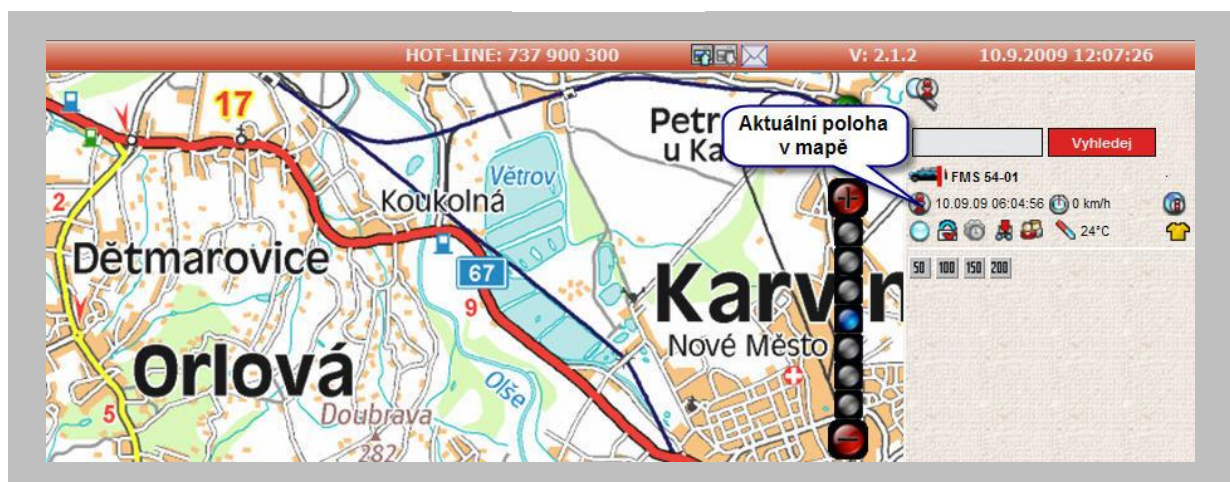 HOT-LINE: 737 900 300
V: 2.1.2
10.9.2009 12:07:26
17
Petr
u Ka
Aktuální poloha
v mapě
Vyhledej
FMS 54-01
10.09.09 06:04:56
0 km/h
24°C
50 100 150 200
Větrov
2
Koukolná
Dětmarovice
67
9
Karvin
Nové Město
Orlová
Olše
5
Doubrava
282